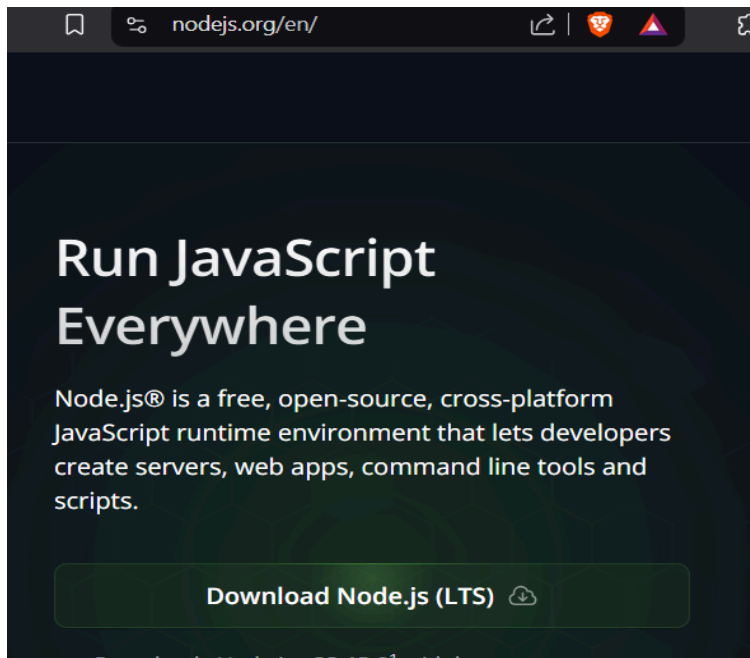 nodejs.org/en/
Run JavaScript
Everywhere
Node.js® is a free, open-source, cross-platform
JavaScript runtime environment that lets developers
create servers, web apps, command line tools and
scripts.
Download Node.js (LTS)